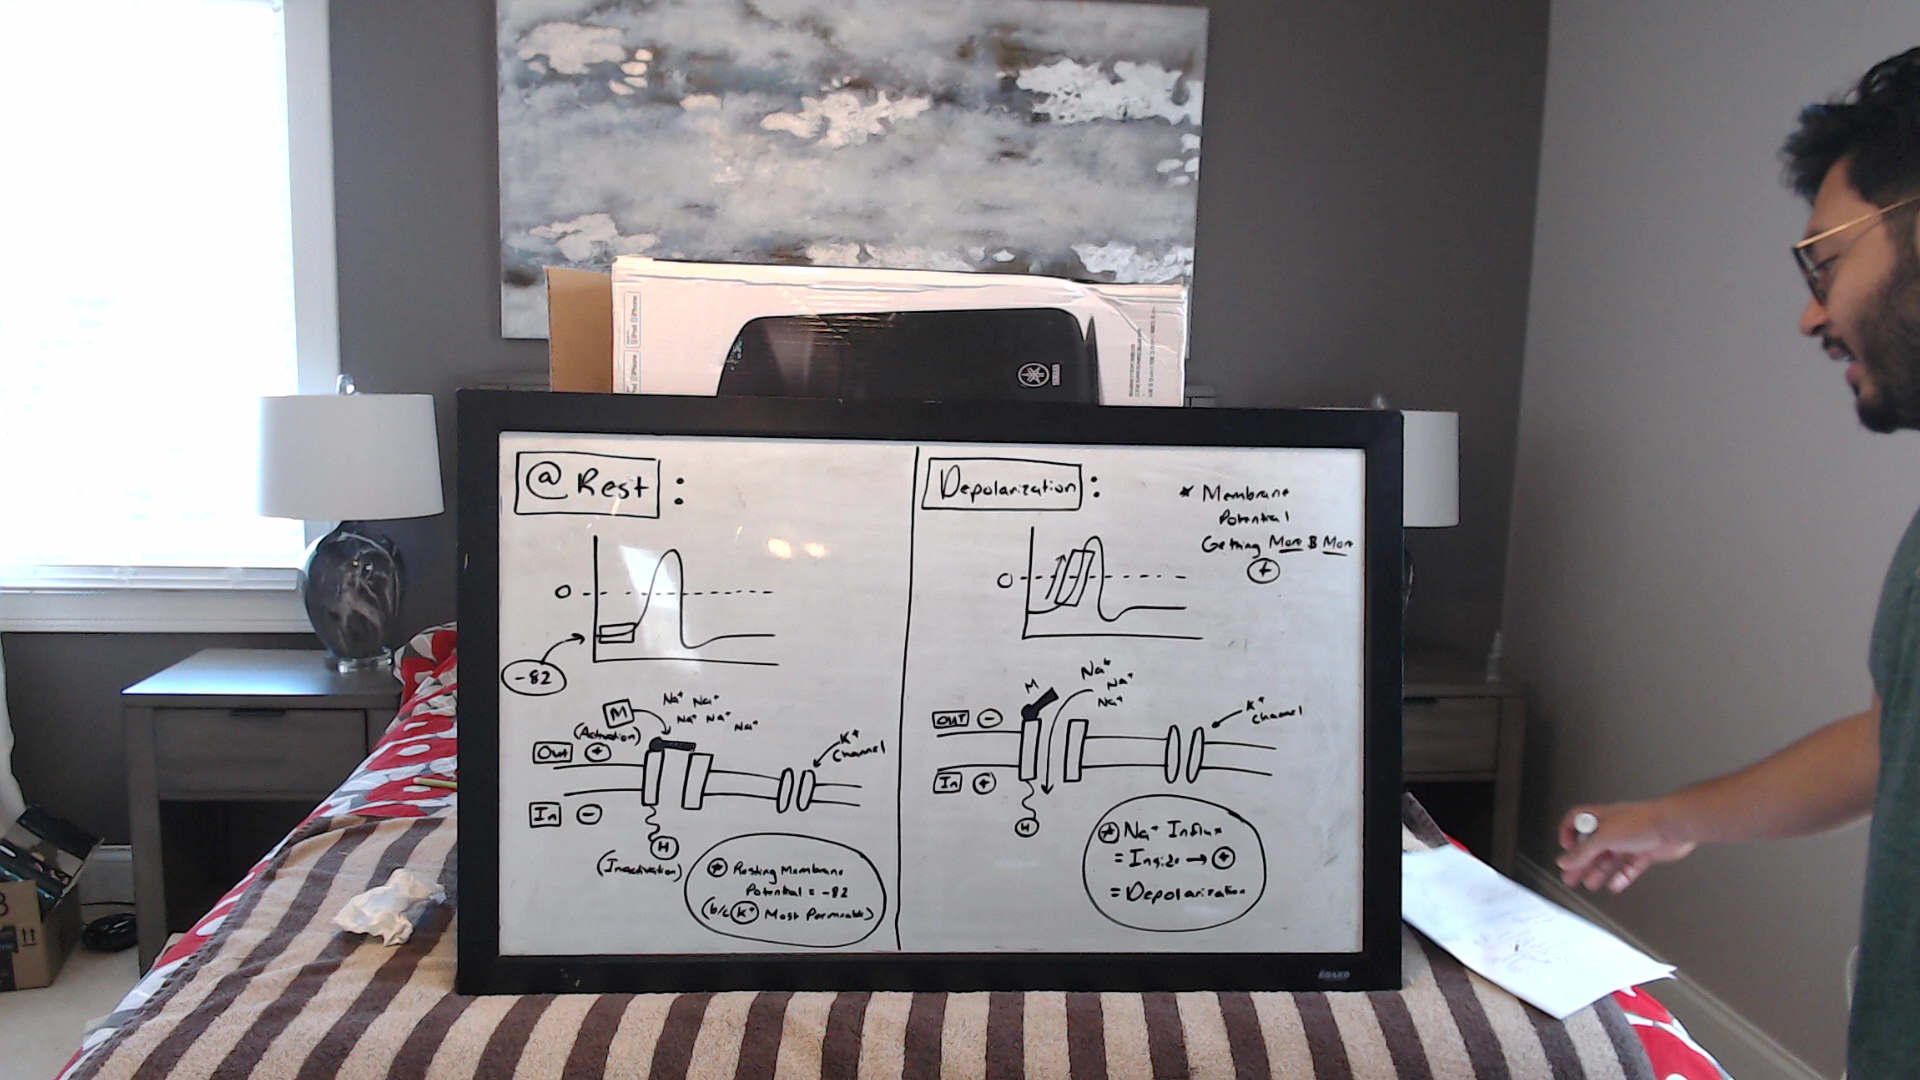 @ Rest :
0
-82
M
(Activation)
Na+ Na+
Na+ Na+
Na+
Out +
In -
K+
Channel
H
(Inactivation)
* Resting Membrane
Potential = -82
(b/c K+ Most Permeable)
Depolarization :
* Membrane
Potential
Getting More & More
+
0
M
Na+
Na+
Na+
Out -
In +
K+
Channel
H
* Na+ Influx
= Inside → +
= Depolarization
YAMAHA